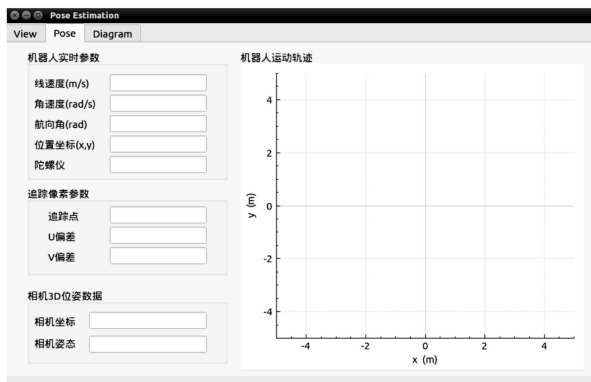 Pose Estimation
View Pose Diagram
机器人实时参数
线速度(m/s)
角速度(rad/s)
航向角(rad)
位置坐标(x,y)
陀螺仪
追踪像素参数
追踪点
U偏差
V偏差
相机3D位姿数据
相机坐标
相机姿态
机器人运动轨迹
4
2
0
-2
-4
y (m)
-4 -2 0 2 4
x (m)